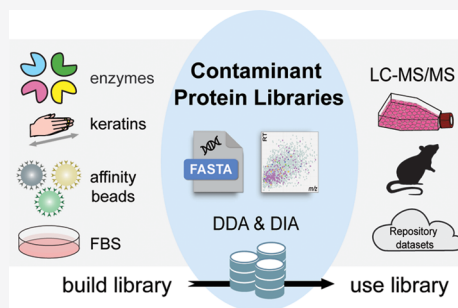 enzymes
keratins
affinity
beads
FBS
build library
Contaminant
Protein Libraries
FASTA
RT
m/z
DDA & DIA
LC-MS/MS
Repository
datasets
use library